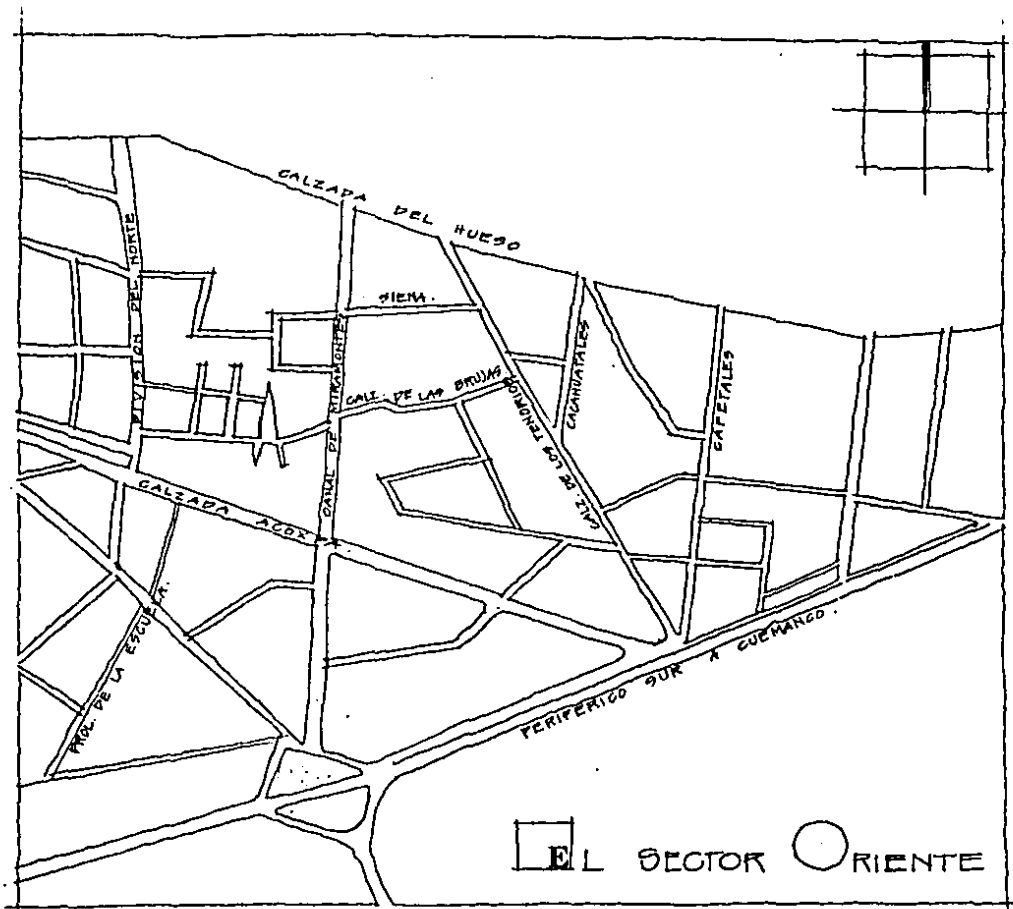 CALZADA DEL HUESO
DIVISION DEL NORTE
SIENA.
CANAL DE MIRAMONTES
CALZ. DE LAS BRUJAS
CACAHUATALES
CAFETALES
CALZ. DE LOS TENORIOS
CALZADA ACOXPA
PROL. DE LA ESCUELA.
PERIFERICO SUR A CUEMANCO.
EL SECTOR ORIENTE